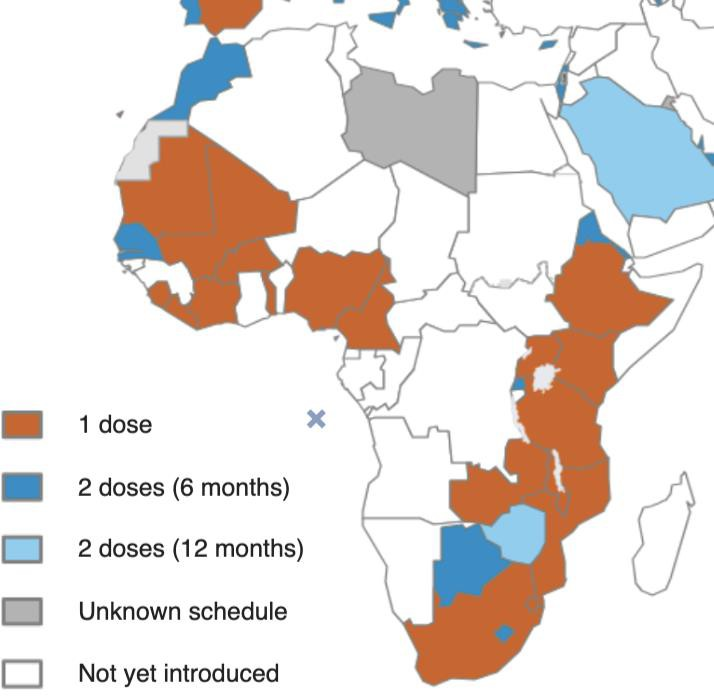 1 dose
2 doses (6 months)
2 doses (12 months)
Unknown schedule
Not yet introduced